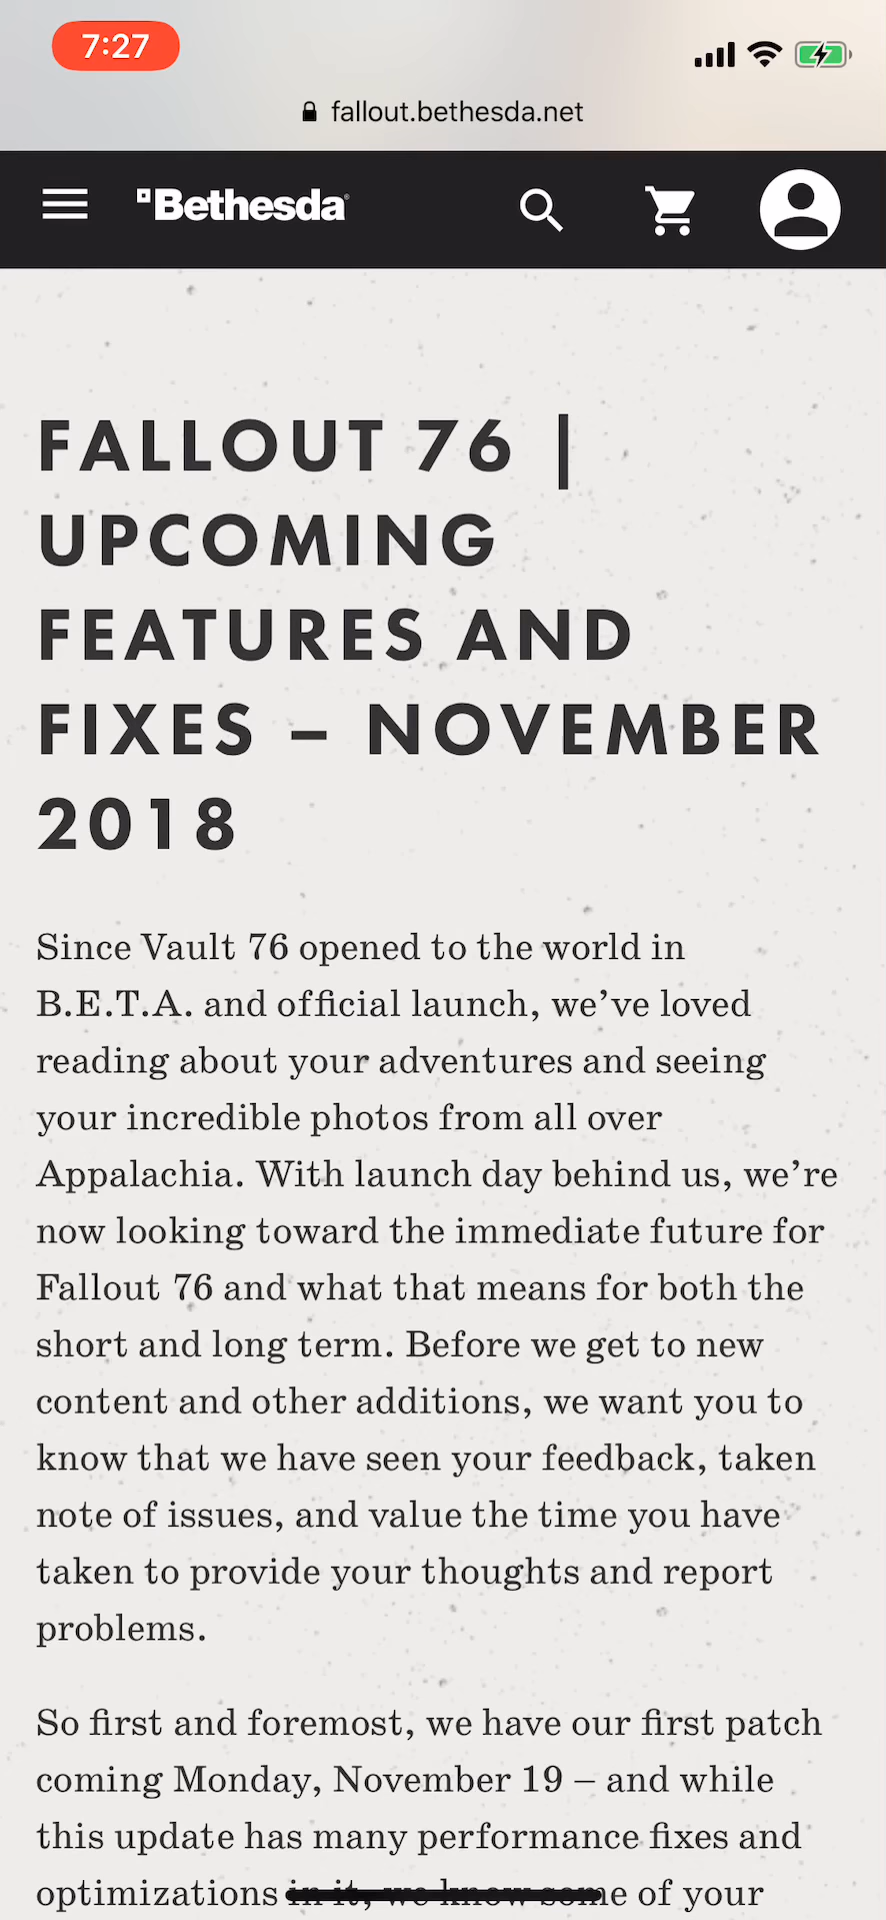 7:27
fallout.bethesda.net
Bethesda
FALLOUT 76 |
UPCOMING
FEATURES AND
FIXES – NOVEMBER
2018
Since Vault 76 opened to the world in
B.E.T.A. and official launch, we’ve loved
reading about your adventures and seeing
your incredible photos from all over
Appalachia. With launch day behind us, we’re
now looking toward the immediate future for
Fallout 76 and what that means for both the
short and long term. Before we get to new
content and other additions, we want you to
know that we have seen your feedback, taken
note of issues, and value the time you have
taken to provide your thoughts and report
problems.
So first and foremost, we have our first patch
coming Monday, November 19 – and while
this update has many performance fixes and
optimizations in it, we know some of your